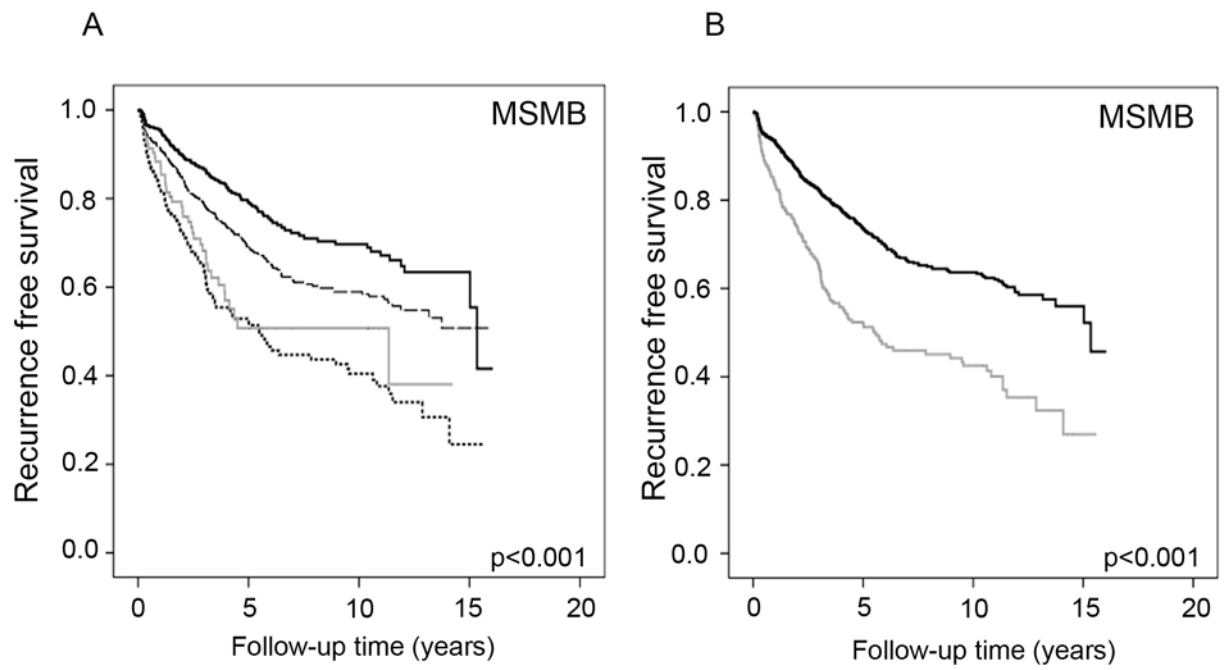 A
MSMB
Recurrence free survival
1.0
0.8
0.6
0.4
0.2
0.0
p<0.001
0 5 10 15 20
Follow-up time (years)
B
MSMB
Recurrence free survival
1.0
0.8
0.6
0.4
0.2
0.0
p<0.001
0 5 10 15 20
Follow-up time (years)